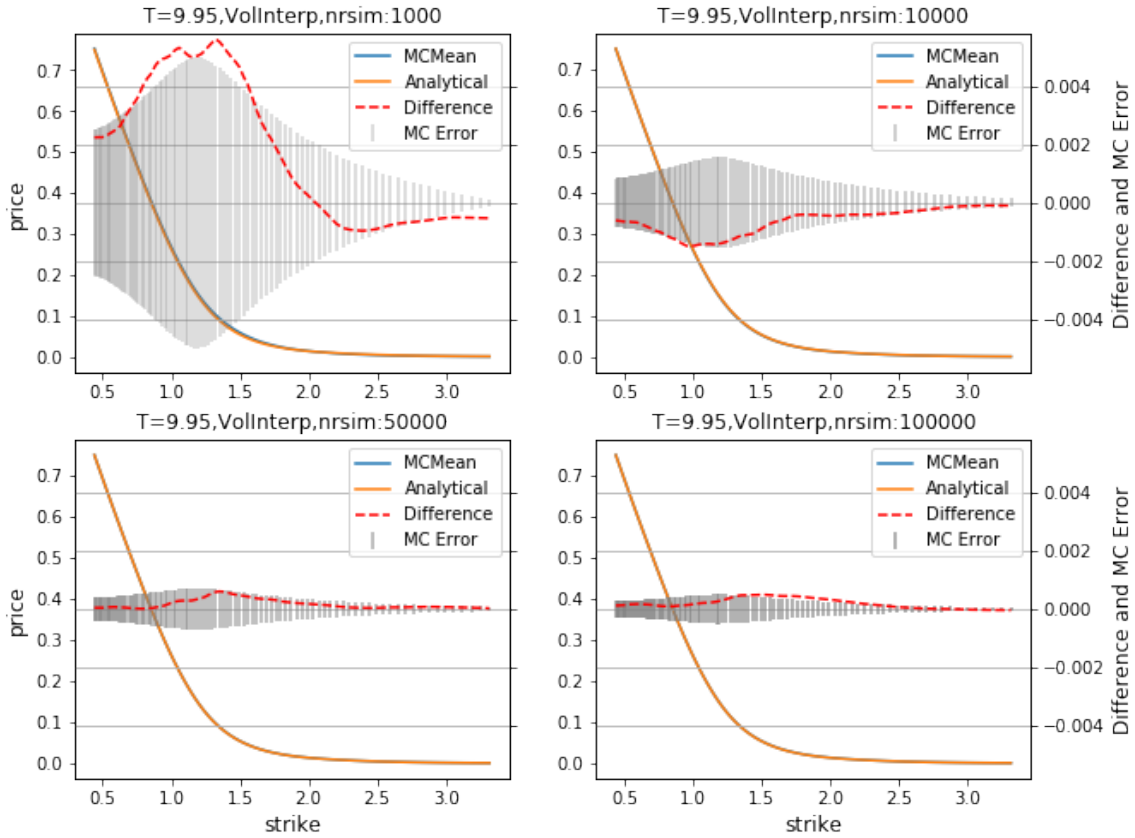 T=9.95,VolInterp,nrsim:1000
MCMean
Analytical
Difference
MC Error
price
0.7
0.6
0.5
0.4
0.3
0.2
0.1
0.0
0.5 1.0 1.5 2.0 2.5 3.0
T=9.95,VolInterp,nrsim:10000
MCMean
Analytical
Difference
MC Error
0.7
0.6
0.5
0.4
0.3
0.2
0.1
0.0
0.5 1.0 1.5 2.0 2.5 3.0
0.004
0.002
0.000
−0.002
−0.004
Difference and MC Error
T=9.95,VolInterp,nrsim:50000
MCMean
Analytical
Difference
MC Error
price
0.7
0.6
0.5
0.4
0.3
0.2
0.1
0.0
0.5 1.0 1.5 2.0 2.5 3.0
strike
T=9.95,VolInterp,nrsim:100000
MCMean
Analytical
Difference
MC Error
0.7
0.6
0.5
0.4
0.3
0.2
0.1
0.0
0.5 1.0 1.5 2.0 2.5 3.0
strike
0.004
0.002
0.000
−0.002
−0.004
Difference and MC Error